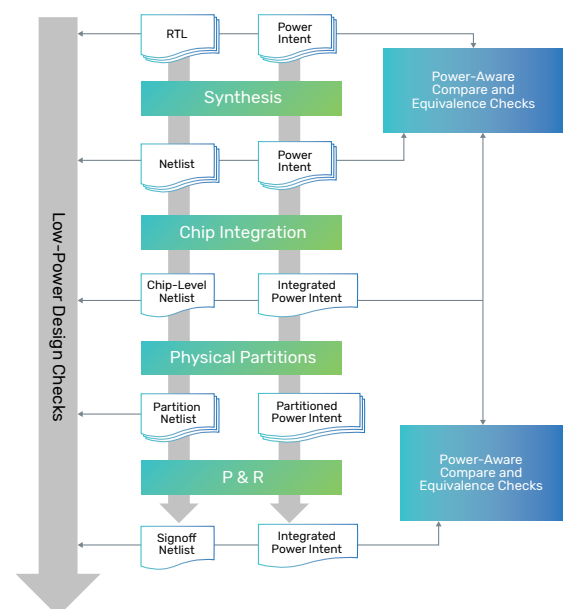 RTL
Power
Intent
Power-Aware
Compare and
Equivalence Checks
Synthesis
Netlist
Power
Intent
Low-Power Design Checks
Chip Integration
Chip-Level
Netlist
Integrated
Power Intent
Physical Partitions
Partition
Netlist
Partitioned
Power Intent
Power-Aware
Compare and
Equivalence Checks
P & R
Signoff
Netlist
Integrated
Power Intent